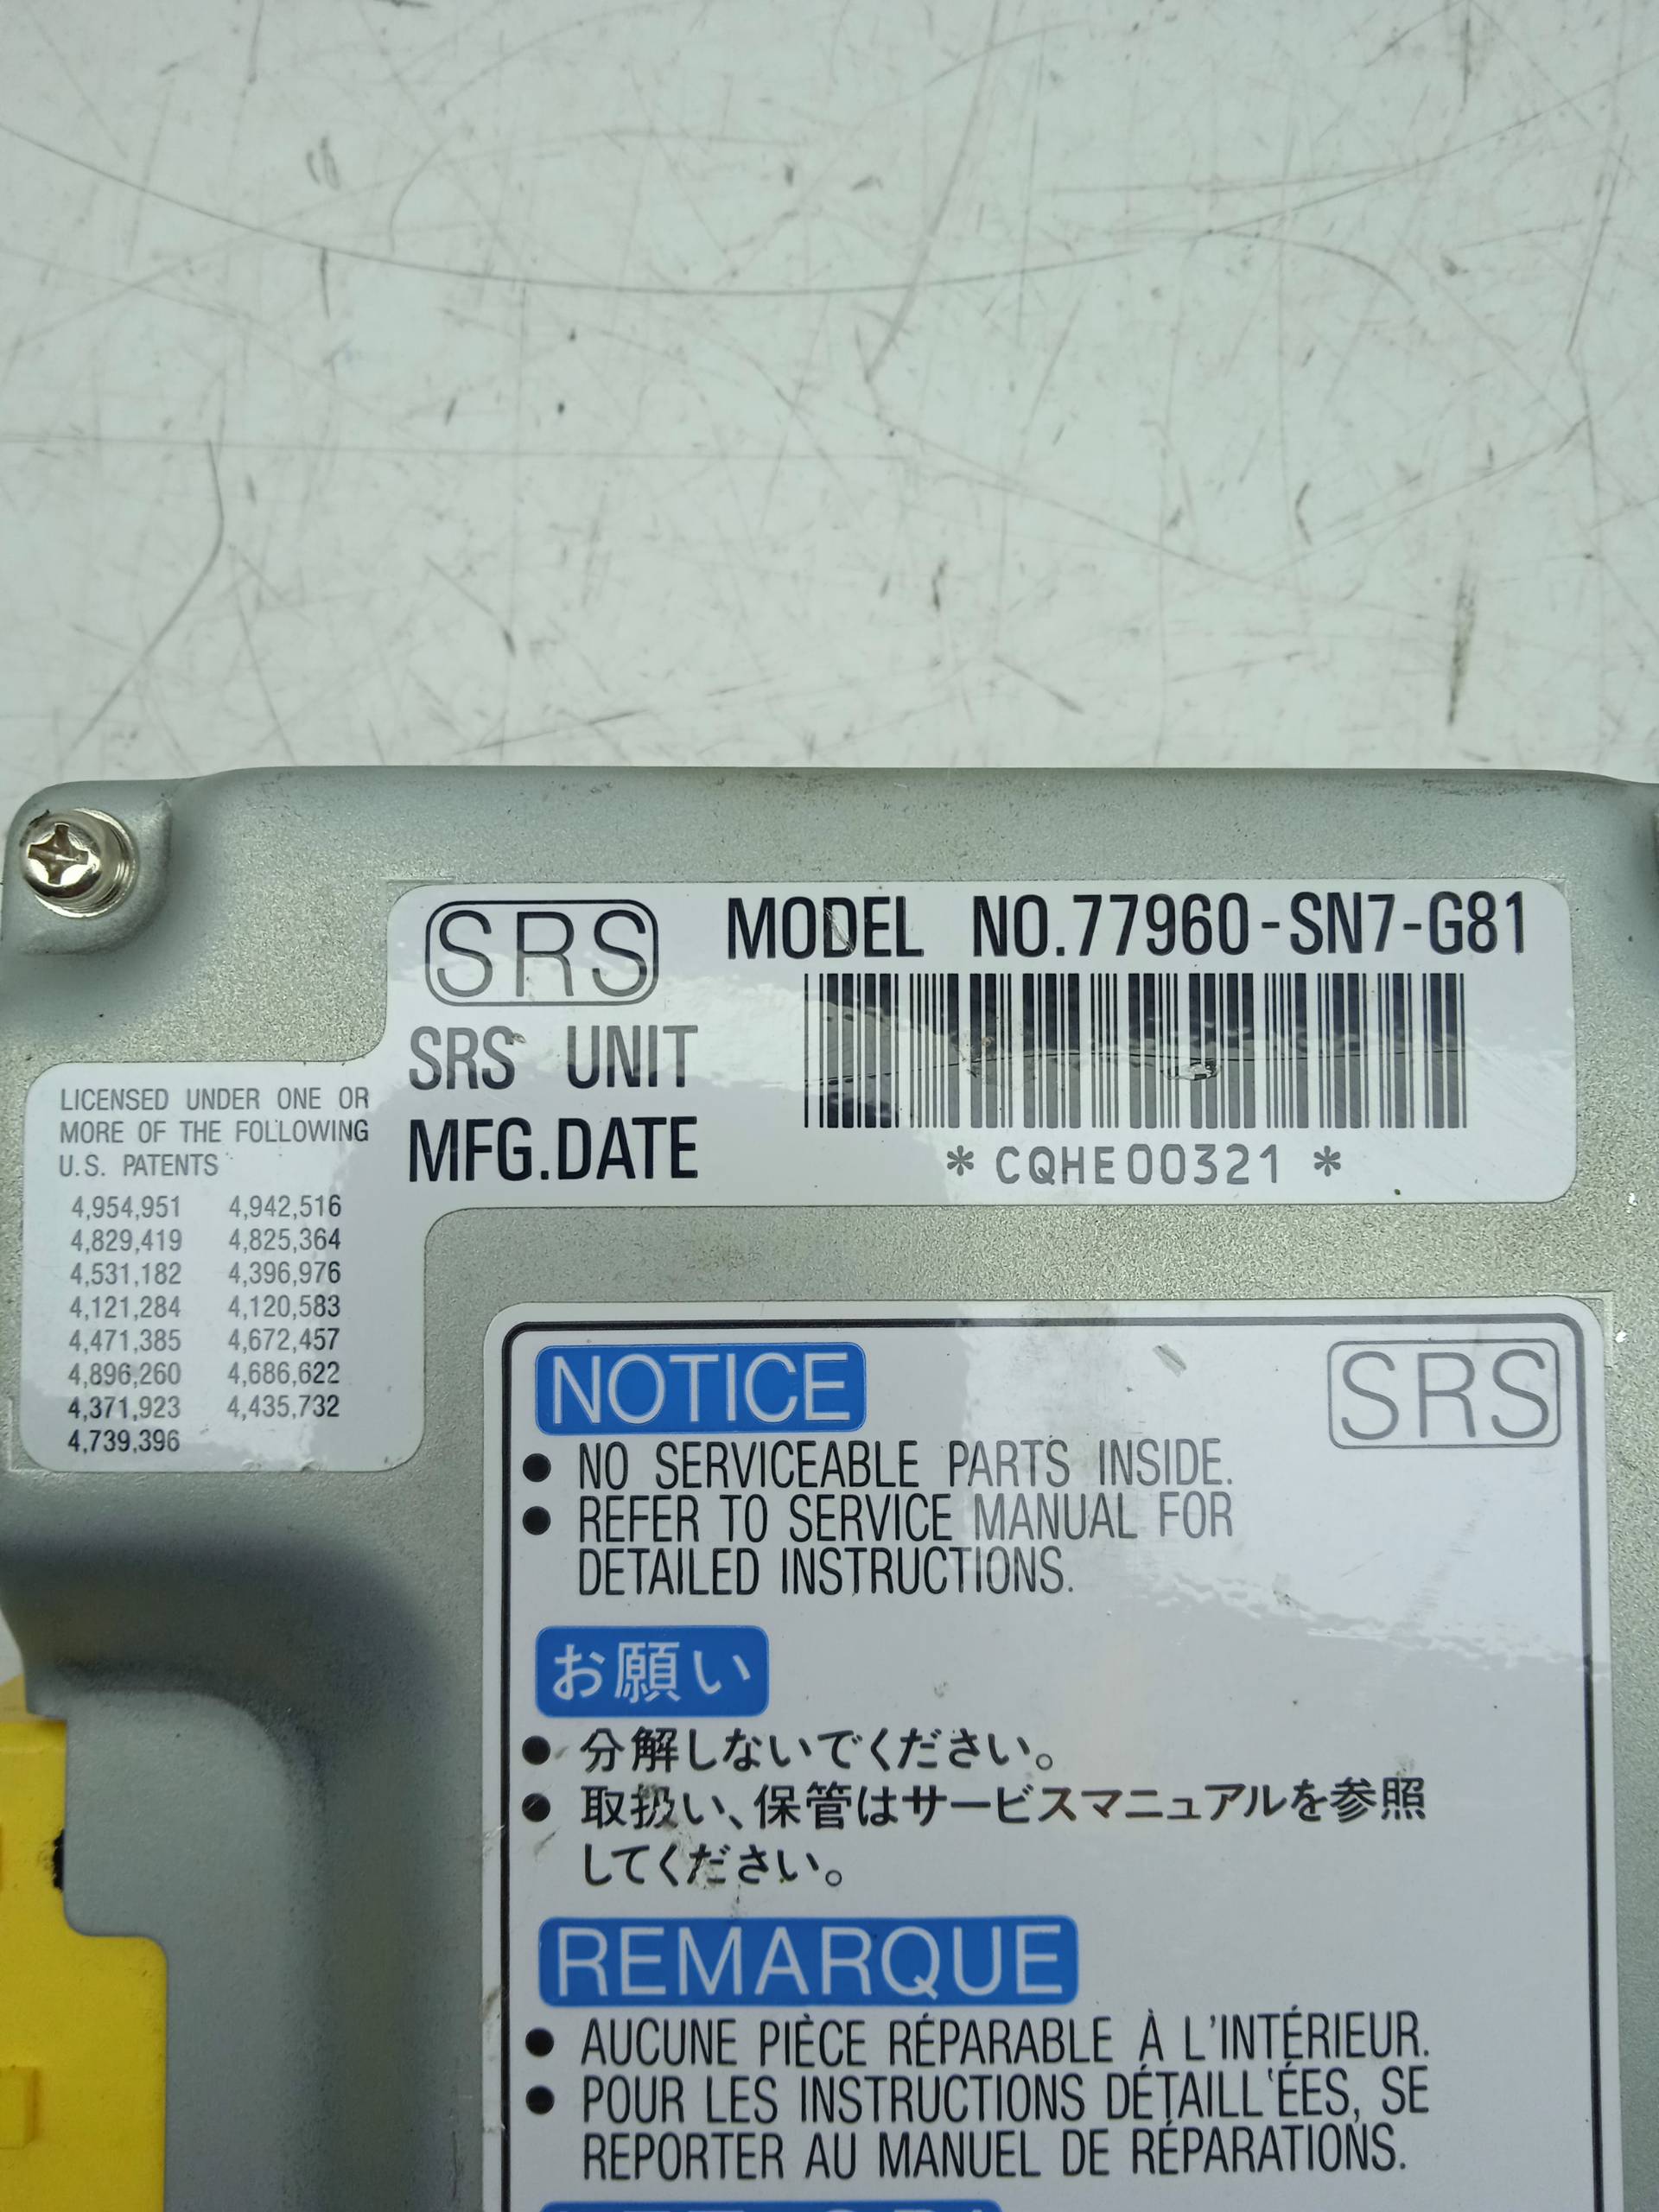 SRS
MODEL NO.77960-SN7-G81
SRS UNIT
MFG.DATE
*CQHE00321*
LICENSED UNDER ONE OR
MORE OF THE FOLLOWING
U.S. PATENTS
4,954,951 4,942,516
4,829,419 4,825,364
4,531,182 4,396,976
4,121,284 4,120,583
4,471,385 4,672,457
4,896,260 4,686,622
4,371,923 4,435,732
4,739,396
NOTICE
SRS
● NO SERVICEABLE PARTS INSIDE.
● REFER TO SERVICE MANUAL FOR
DETAILED INSTRUCTIONS.
お願い
● 分解しないでください。
● 取扱い、保管はサービスマニュアルを参照
してください。
REMARQUE
● AUCUNE PIÈCE RÉPARABLE À L'INTÉRIEUR.
● POUR LES INSTRUCTIONS DÉTAILL'ÉES, SE
REPORTER AU MANUEL DE RÉPARATIONS.